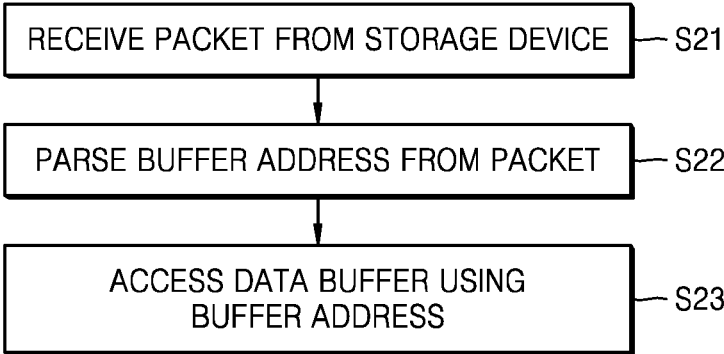 RECEIVE PACKET FROM STORAGE DEVICE S21
PARSE BUFFER ADDRESS FROM PACKET S22
ACCESS DATA BUFFER USING
BUFFER ADDRESS S23